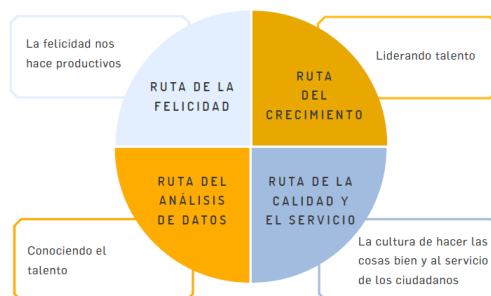 La felicidad nos
hace productivos
RUTA DE LA
FELICIDAD
RUTA
DEL
CRECIMIENTO
Liderando talento
RUTA DEL
ANÁLISIS
DE DATOS
RUTA DE LA
CALIDAD Y
EL SERVICIO
Conociendo el
talento
La cultura de hacer las
cosas bien y al servicio
de los ciudadanos